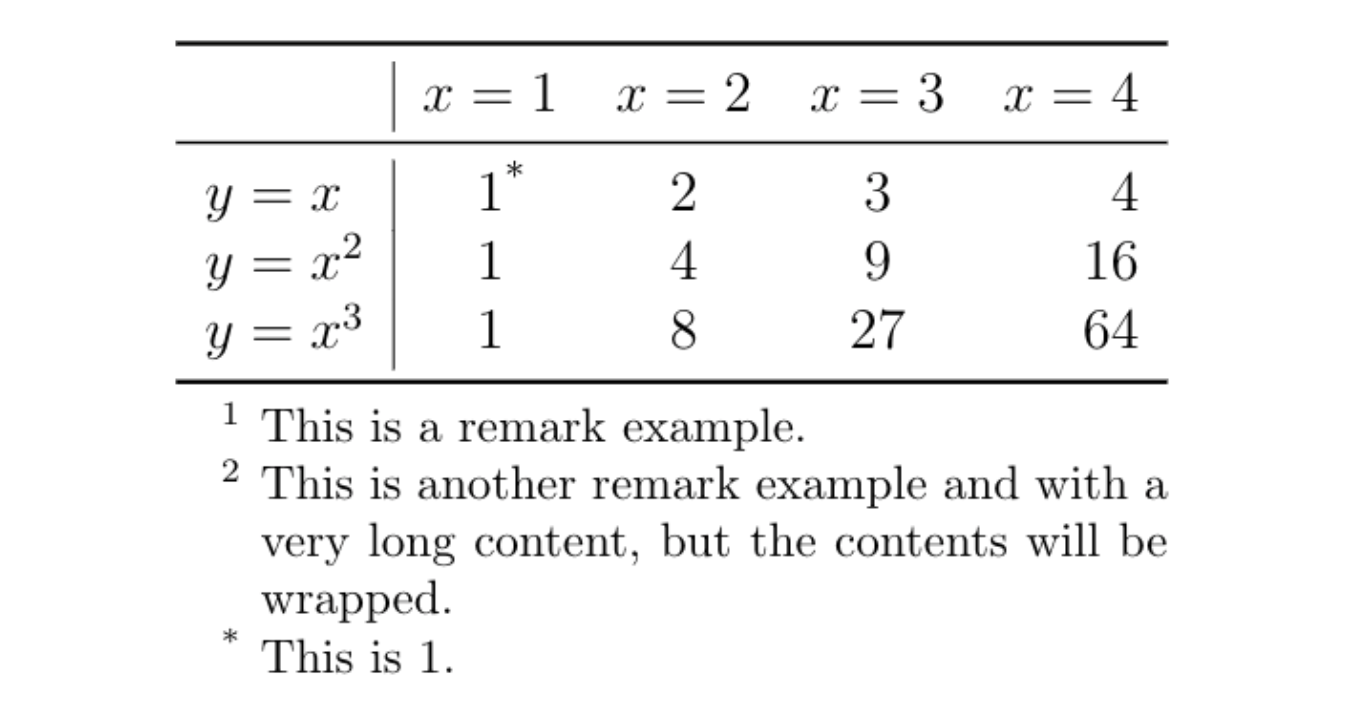 x = 1 x = 2 x = 3 x = 4
y = x 1* 2 3 4
y = x² 1 4 9 16
y = x³ 1 8 27 64
¹ This is a remark example.
² This is another remark example and with a
very long content, but the contents will be
wrapped.
* This is 1.